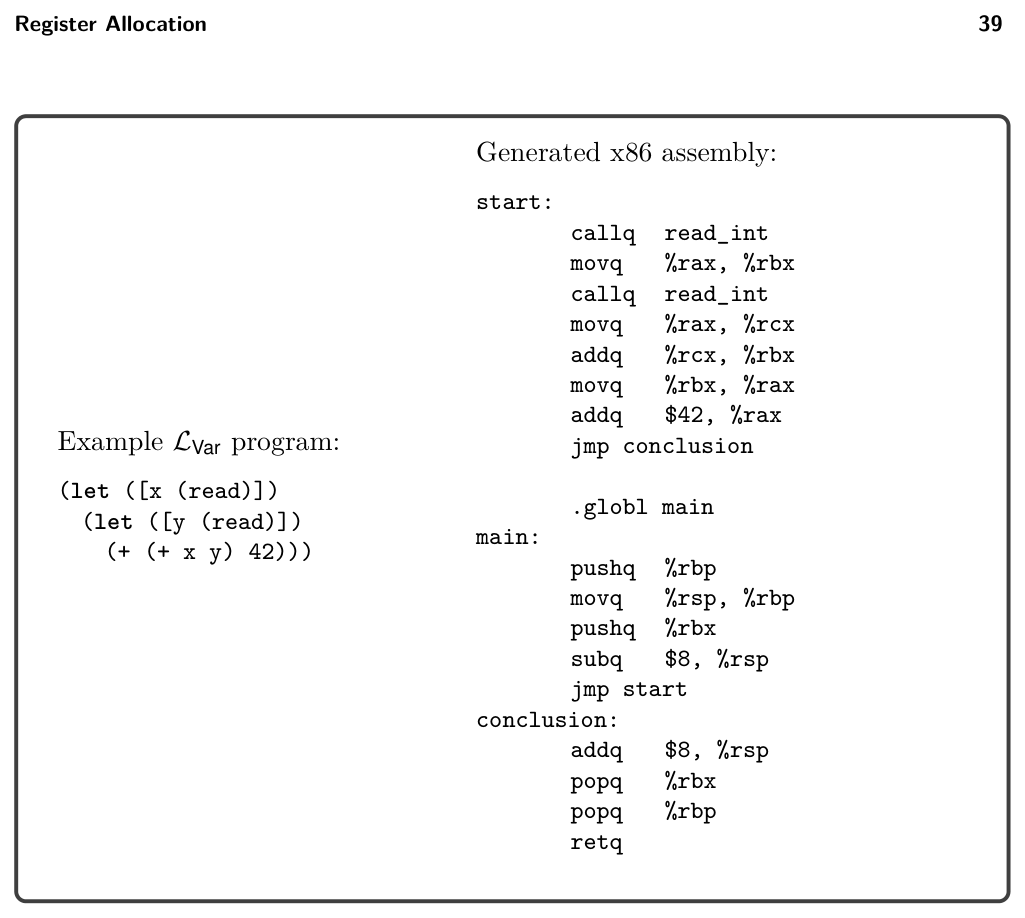 Register Allocation 39
Example ℒVar program:
(let ([x (read)])
  (let ([y (read)])
    (+ (+ x y) 42)))
Generated x86 assembly:
start:
        callq   read_int
        movq    %rax, %rbx
        callq   read_int
        movq    %rax, %rcx
        addq    %rcx, %rbx
        movq    %rbx, %rax
        addq    $42, %rax
        jmp conclusion
        .globl main
main:
        pushq   %rbp
        movq    %rsp, %rbp
        pushq   %rbx
        subq    $8, %rsp
        jmp start
conclusion:
        addq    $8, %rsp
        popq    %rbx
        popq    %rbp
        retq